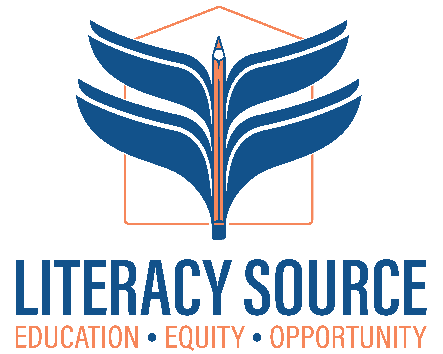 LITERACY SOURCE
EDUCATION • EQUITY • OPPORTUNITY